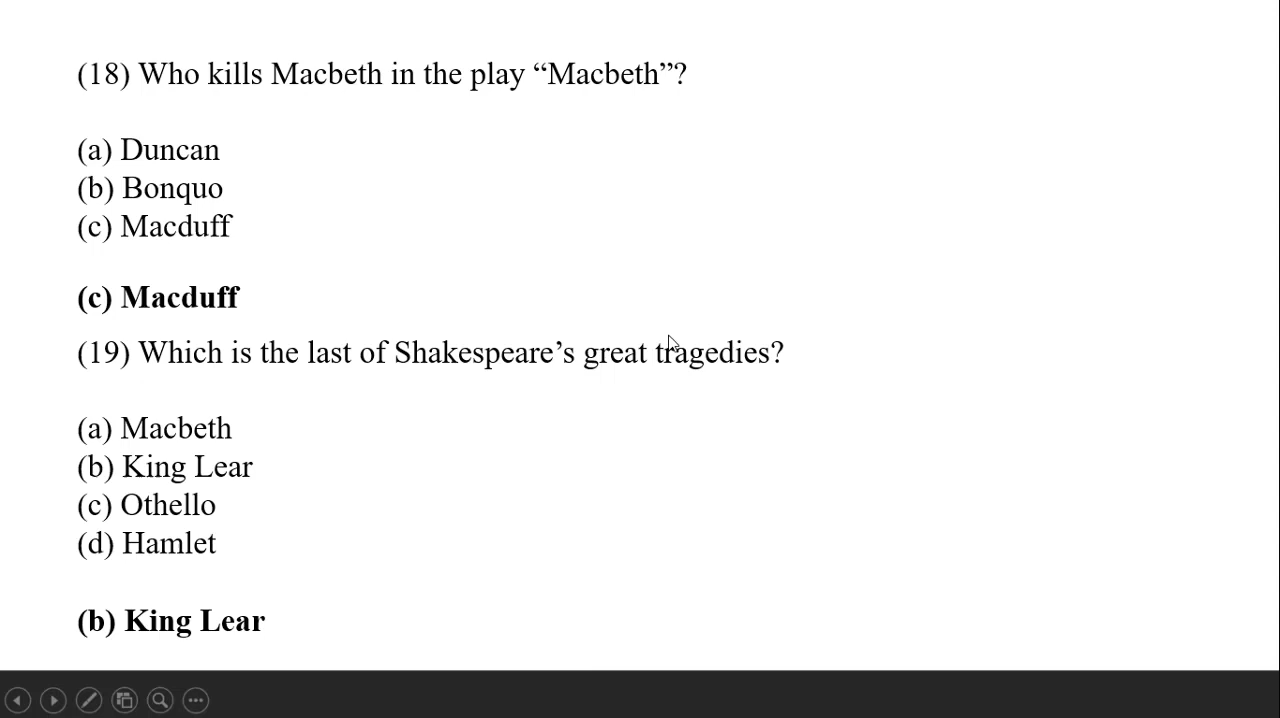 (18) Who kills Macbeth in the play “Macbeth”?
(a) Duncan
(b) Bonquo
(c) Macduff
(c) Macduff
(19) Which is the last of Shakespeare’s great tragedies?
(a) Macbeth
(b) King Lear
(c) Othello
(d) Hamlet
(b) King Lear